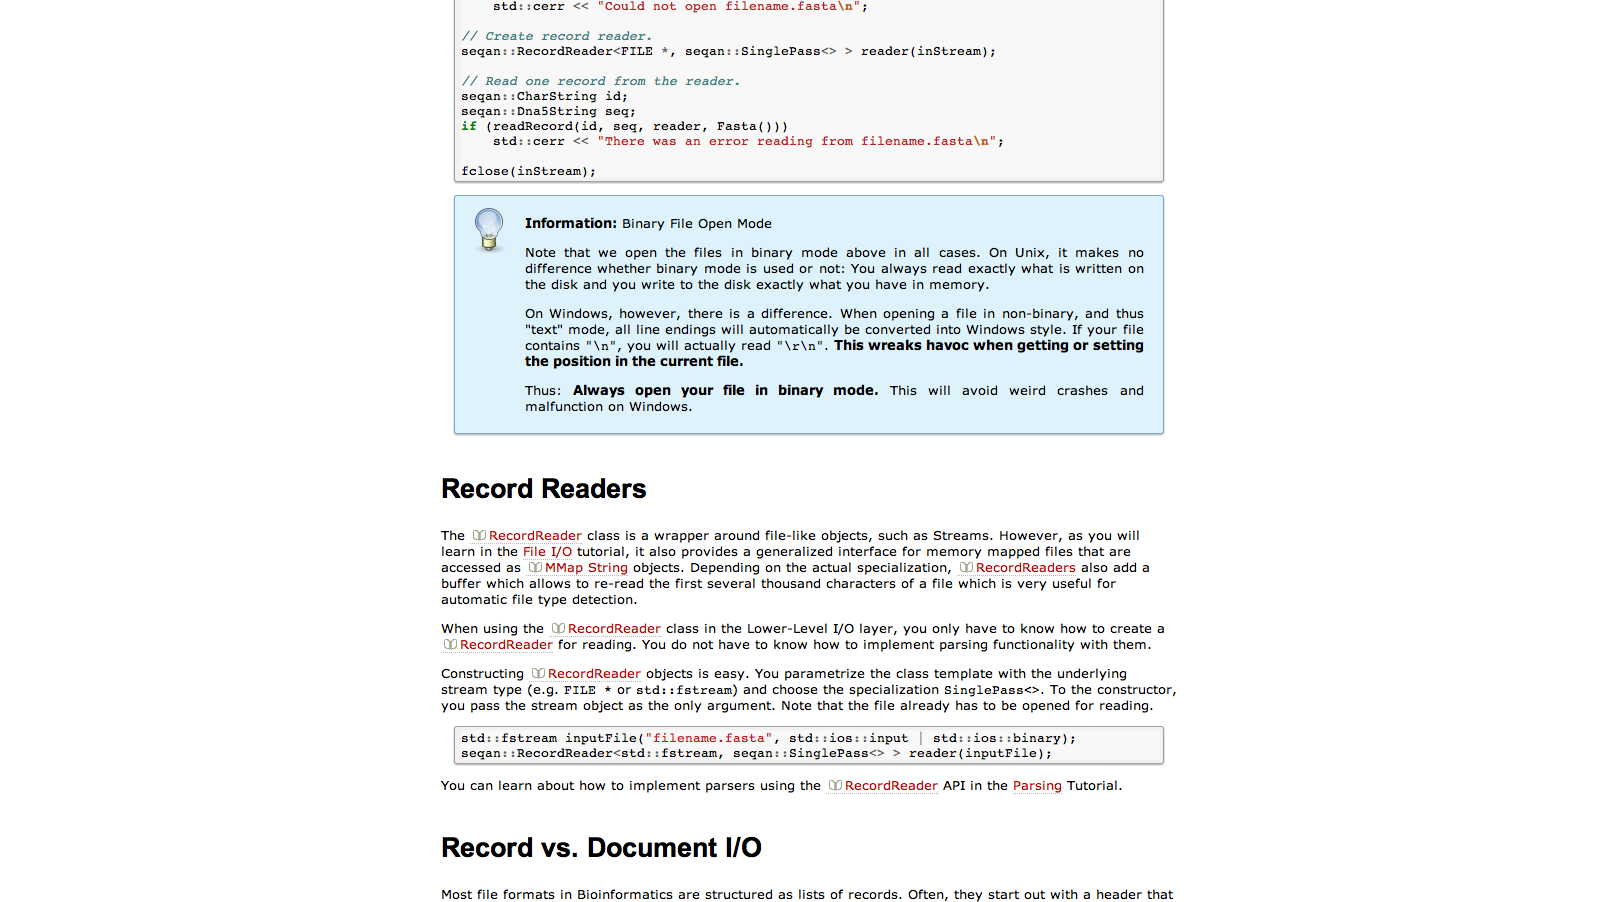 std::cerr << "Could not open filename.fasta\n";
// Create record reader.
seqan::RecordReader<FILE *, seqan::SinglePass<> > reader(inStream);
// Read one record from the reader.
seqan::CharString id;
seqan::Dna5String seq;
if (readRecord(id, seq, reader, Fasta()))
std::cerr << "There was an error reading from filename.fasta\n";
fclose(inStream);
Information: Binary File Open Mode
Note that we open the files in binary mode above in all cases. On Unix, it makes no
difference whether binary mode is used or not: You always read exactly what is written on
the disk and you write to the disk exactly what you have in memory.
On Windows, however, there is a difference. When opening a file in non-binary, and thus
"text" mode, all line endings will automatically be converted into Windows style. If your file
contains "\n", you will actually read "\r\n". This wreaks havoc when getting or setting
the position in the current file.
Thus: Always open your file in binary mode. This will avoid weird crashes and
malfunction on Windows.
Record Readers
The RecordReader class is a wrapper around file-like objects, such as Streams. However, as you will
learn in the File I/O tutorial, it also provides a generalized interface for memory mapped files that are
accessed as MMap String objects. Depending on the actual specialization, RecordReaders also add a
buffer which allows to re-read the first several thousand characters of a file which is very useful for
automatic file type detection.
When using the RecordReader class in the Lower-Level I/O layer, you only have to know how to create a
RecordReader for reading. You do not have to know how to implement parsing functionality with them.
Constructing RecordReader objects is easy. You parametrize the class template with the underlying
stream type (e.g. FILE * or std::fstream) and choose the specialization SinglePass<>. To the constructor,
you pass the stream object as the only argument. Note that the file already has to be opened for reading.
std::fstream inputFile("filename.fasta", std::ios::input | std::ios::binary);
seqan::RecordReader<std::fstream, seqan::SinglePass<> > reader(inputFile);
You can learn about how to implement parsers using the RecordReader API in the Parsing Tutorial.
Record vs. Document I/O
Most file formats in Bioinformatics are structured as lists of records. Often, they start out with a header that